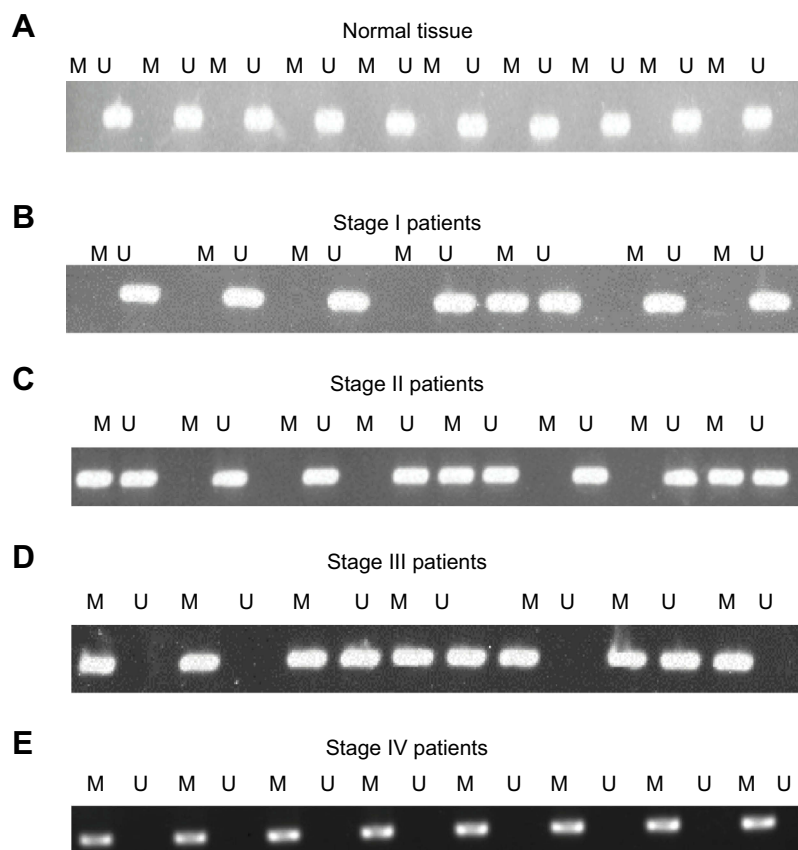 A
Normal tissue
M U M U M U M U M U M U M U M U M U M U
B
Stage I patients
M U M U M U M U M U M U M U
C
Stage II patients
M U M U M U M U M U M U M U M U
D
Stage III patients
M U M U M U M U M U M U M U
E
Stage IV patients
M U M U M U M U M U M U M U M U